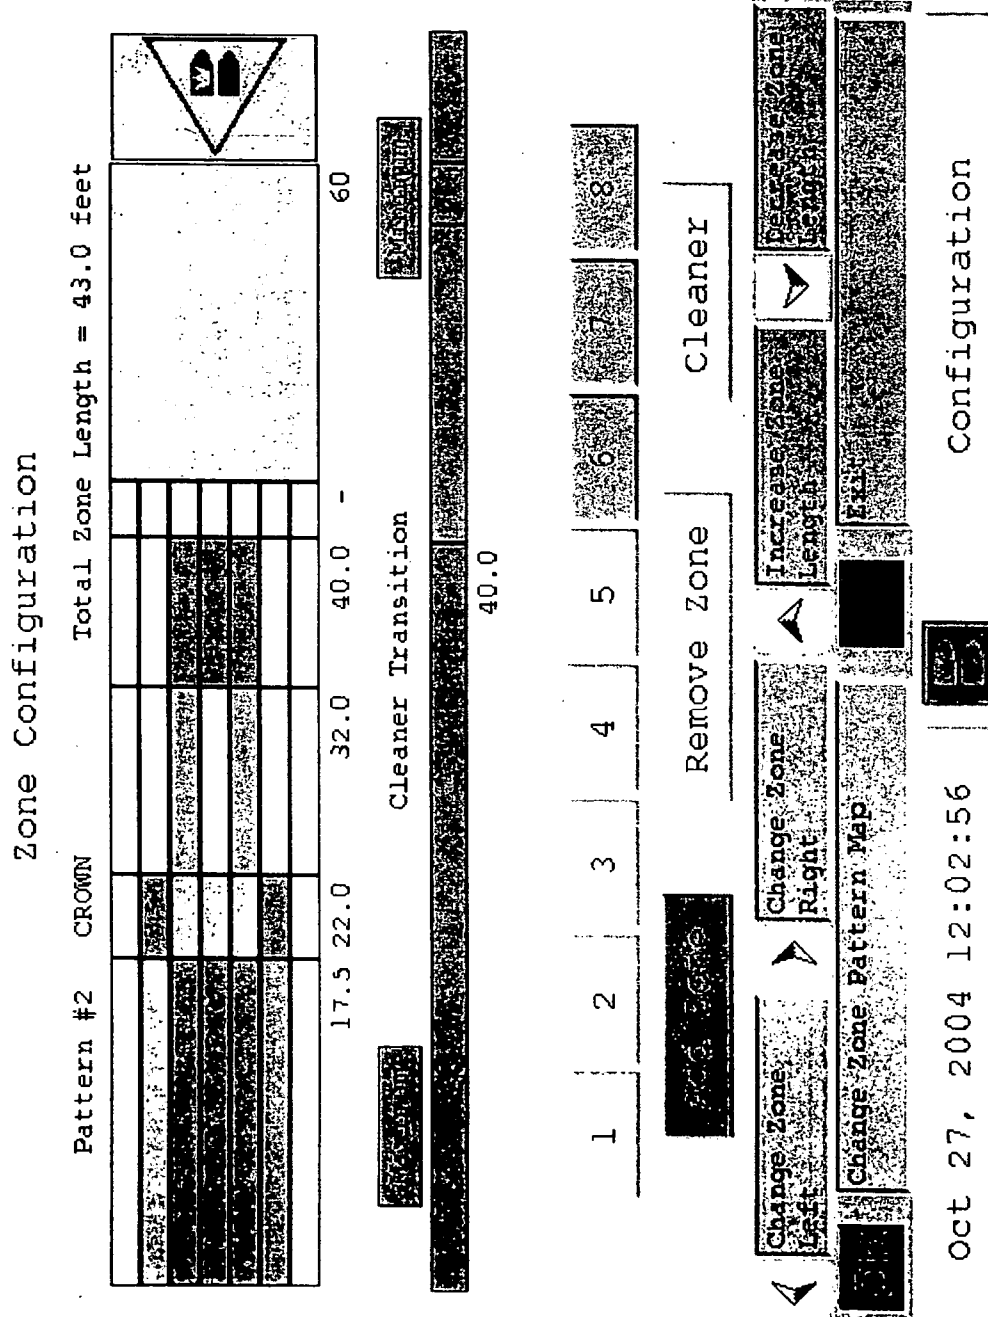 Zone Configuration
Pattern #2 CROWN Total Zone Length = 43.0 feet
W
17.5 22.0 32.0 40.0 - 60
Cleaner Transition
Maximum
40.0
1 2 3 4 5 6 7 8
Remove Zone Cleaner
Change Zone Left
Change Zone Right
Increase Zone Length
Decrease Zone Length
Change Zone Pattern Map
Exit
Oct 27, 2004 12:02:56 Configuration